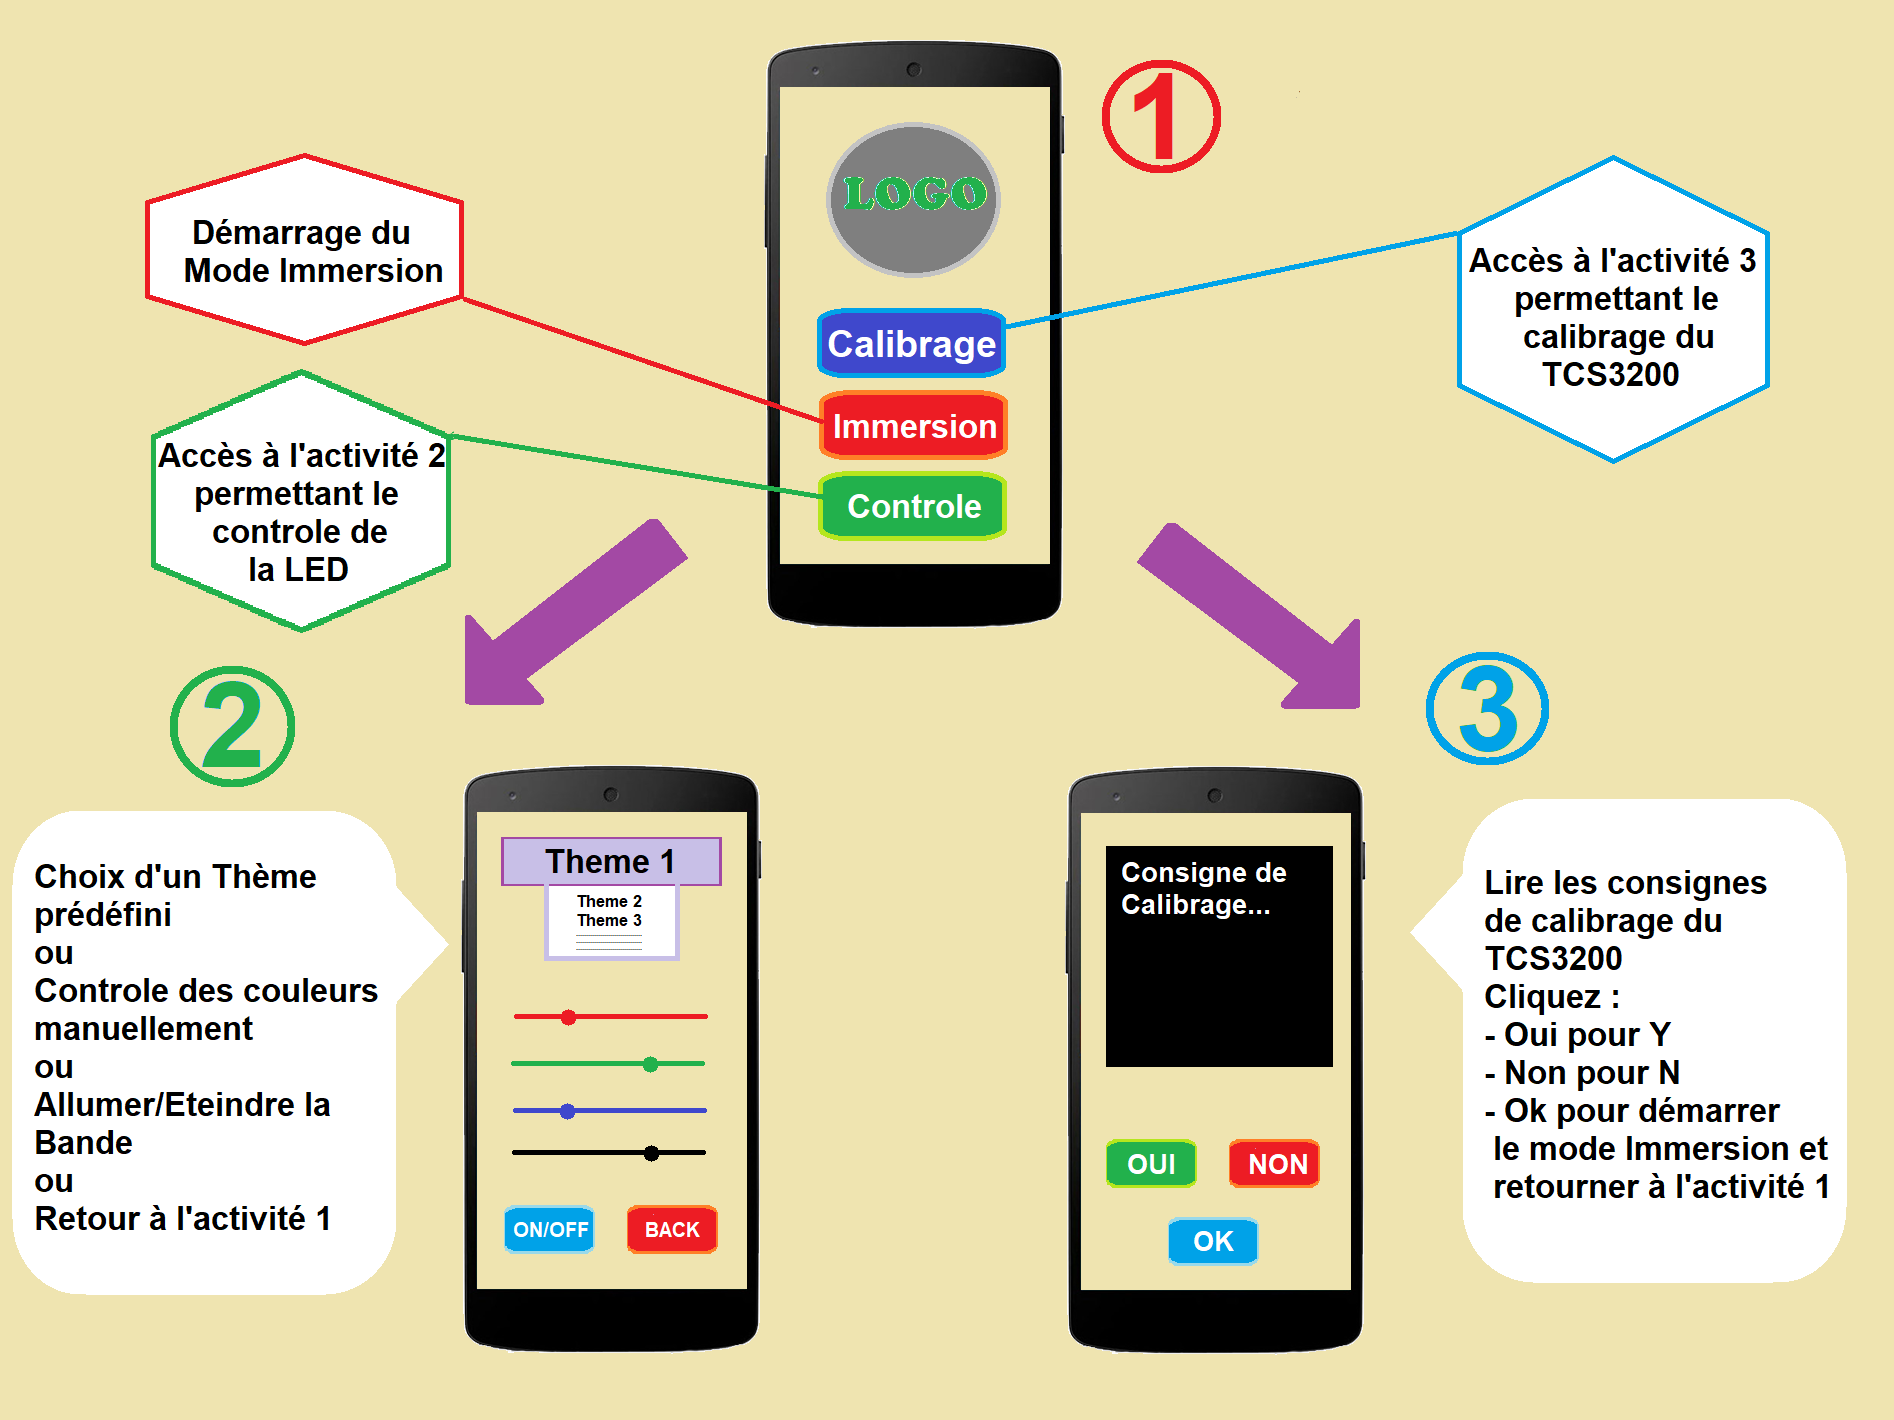 1
LOGO
Démarrage du
Mode Immersion
Accès à l'activité 3
permettant le
calibrage du
TCS3200
Calibrage
Immersion
Controle
Accès à l'activité 2
permettant le
controle de
la LED
2
3
Choix d'un Thème
prédéfini
ou
Controle des couleurs
manuellement
ou
Allumer/Eteindre la
Bande
ou
Retour à l'activité 1
Theme 1
Theme 2
Theme 3
ON/OFF
BACK
Consigne de
Calibrage...
OUI
NON
OK
Lire les consignes
de calibrage du
TCS3200
Cliquez :
- Oui pour Y
- Non pour N
- Ok pour démarrer
le mode Immersion et
retourner à l'activité 1